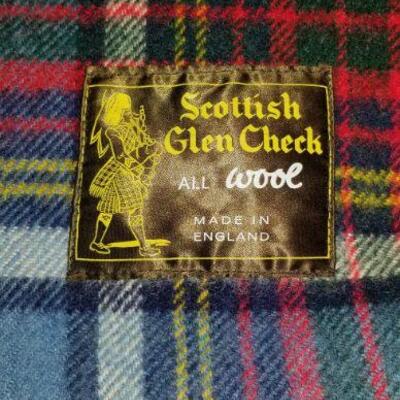 Scottish
Glen Check
ALL wool
MADE IN
ENGLAND